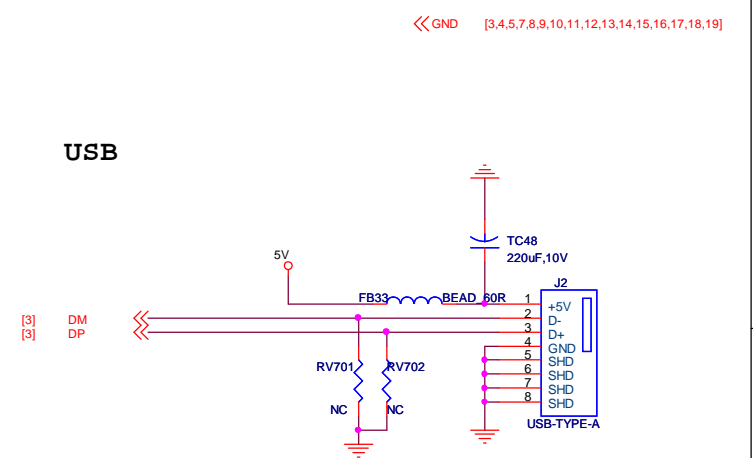 GND [3,4,5,7,8,9,10,11,12,13,14,15,16,17,18,19]
USB
TC48
220uF,10V
5V
J2
FB33 BEAD_60R
1 +5V
[3] DM 2 D-
[3] DP 3 D+
4 GND
5 SHD
6 SHD
7 SHD
8 SHD
RV701 RV702
NC NC
USB-TYPE-A